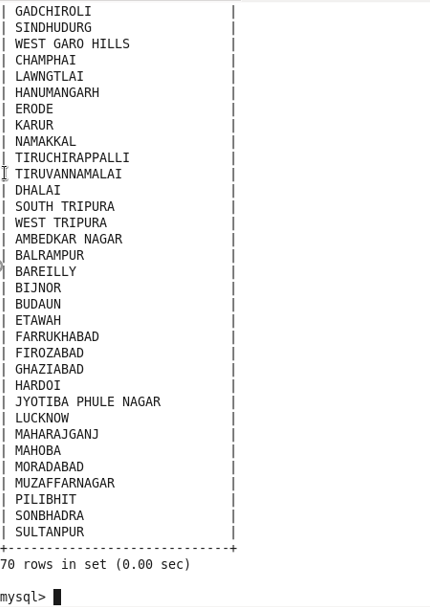 | GADCHIROLI |
| SINDHUDURG |
| WEST GARO HILLS |
| CHAMPHAI |
| LAWNGTLAI |
| HANUMANGARH |
| ERODE |
| KARUR |
| NAMAKKAL |
| TIRUCHIRAPPALLI |
| TIRUVANNAMALAI |
| DHALAI |
| SOUTH TRIPURA |
| WEST TRIPURA |
| AMBEDKAR NAGAR |
| BALRAMPUR |
| BAREILLY |
| BIJNOR |
| BUDAUN |
| ETAWAH |
| FARRUKHABAD |
| FIROZABAD |
| GHAZIABAD |
| HARDOI |
| JYOTIBA PHULE NAGAR |
| LUCKNOW |
| MAHARAJGANJ |
| MAHOBA |
| MORADABAD |
| MUZAFFARNAGAR |
| PILIBHIT |
| SONBHADRA |
| SULTANPUR |
+----------------------------+
70 rows in set (0.00 sec)
mysql>